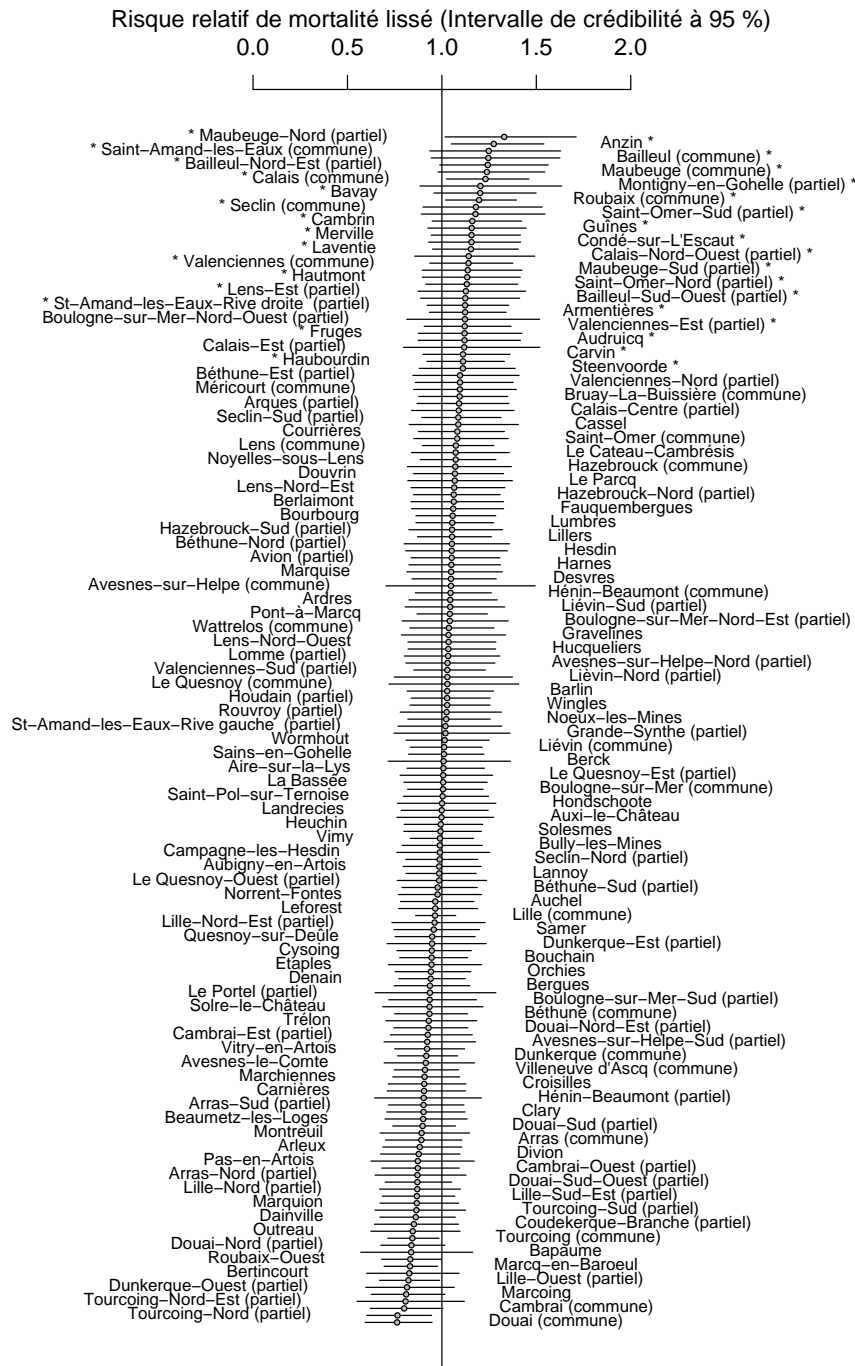 Risque relatif de mortalité lissé (Intervalle de crédibilité à 95 %)
0.0 0.5 1.0 1.5 2.0
* Maubeuge−Nord (partiel)
Anzin *
* Saint−Amand−les−Eaux (commune)
Bailleul (commune) *
* Bailleul−Nord−Est (partiel)
Maubeuge (commune) *
* Calais (commune)
Montigny−en−Gohelle (partiel) *
* Bavay
Roubaix (commune) *
* Seclin (commune)
Saint−Omer−Sud (partiel) *
* Cambrin
Guînes *
* Merville
Condé−sur−L'Escaut *
* Laventie
Calais−Nord−Ouest (partiel) *
* Valenciennes (commune)
Maubeuge−Sud (partiel) *
* Hautmont
Saint−Omer−Nord (partiel) *
* Lens−Est (partiel)
Bailleul−Sud−Ouest (partiel) *
* St−Amand−les−Eaux−Rive droite (partiel)
Armentières *
Boulogne−sur−Mer−Nord−Ouest (partiel)
Valenciennes−Est (partiel) *
* Fruges
Audruicq *
Calais−Est (partiel)
Carvin *
* Haubourdin
Steenvoorde *
Béthune−Est (partiel)
Valenciennes−Nord (partiel)
Méricourt (commune)
Bruay−La−Buissière (commune)
Arques (partiel)
Calais−Centre (partiel)
Seclin−Sud (partiel)
Cassel
Courrières
Saint−Omer (commune)
Lens (commune)
Le Cateau−Cambrésis
Noyelles−sous−Lens
Hazebrouck (commune)
Douvrin
Le Parcq
Lens−Nord−Est
Hazebrouck−Nord (partiel)
Berlaimont
Fauquembergues
Bourbourg
Lumbres
Hazebrouck−Sud (partiel)
Lillers
Béthune−Nord (partiel)
Hesdin
Avion (partiel)
Harnes
Marquise
Desvres
Avesnes−sur−Helpe (commune)
Hénin−Beaumont (commune)
Ardres
Liévin−Sud (partiel)
Pont−à−Marcq
Boulogne−sur−Mer−Nord−Est (partiel)
Wattrelos (commune)
Gravelines
Lens−Nord−Ouest
Hucqueliers
Lomme (partiel)
Avesnes−sur−Helpe−Nord (partiel)
Valenciennes−Sud (partiel)
Lièvin−Nord (partiel)
Le Quesnoy (commune)
Barlin
Houdain (partiel)
Wingles
Rouvroy (partiel)
Noeux−les−Mines
St−Amand−les−Eaux−Rive gauche (partiel)
Grande−Synthe (partiel)
Wormhout
Liévin (commune)
Sains−en−Gohelle
Berck
Aire−sur−la−Lys
Le Quesnoy−Est (partiel)
La Bassée
Boulogne−sur−Mer (commune)
Saint−Pol−sur−Ternoise
Hondschoote
Landrecies
Auxi−le−Château
Heuchin
Solesmes
Vimy
Bully−les−Mines
Campagne−les−Hesdin
Seclin−Nord (partiel)
Aubigny−en−Artois
Lannoy
Le Quesnoy−Ouest (partiel)
Béthune−Sud (partiel)
Norrent−Fontes
Auchel
Leforest
Lille (commune)
Lille−Nord−Est (partiel)
Samer
Quesnoy−sur−Deûle
Dunkerque−Est (partiel)
Cysoing
Bouchain
Etaples
Orchies
Denain
Bergues
Le Portel (partiel)
Boulogne−sur−Mer−Sud (partiel)
Solre−le−Château
Béthune (commune)
Trélon
Douai−Nord−Est (partiel)
Cambrai−Est (partiel)
Avesnes−sur−Helpe−Sud (partiel)
Vitry−en−Artois
Dunkerque (commune)
Avesnes−le−Comte
Villeneuve d'Ascq (commune)
Marchiennes
Croisilles
Carnières
Hénin−Beaumont (partiel)
Arras−Sud (partiel)
Clary
Beaumetz−les−Loges
Douai−Sud (partiel)
Montreuil
Arras (commune)
Arleux
Divion
Pas−en−Artois
Cambrai−Ouest (partiel)
Arras−Nord (partiel)
Douai−Sud−Ouest (partiel)
Lille−Nord (partiel)
Lille−Sud−Est (partiel)
Marquion
Tourcoing−Sud (partiel)
Dainville
Coudekerque−Branche (partiel)
Outreau
Tourcoing (commune)
Douai−Nord (partiel)
Bapaume
Roubaix−Ouest
Marcq−en−Baroeul
Bertincourt
Lille−Ouest (partiel)
Dunkerque−Ouest (partiel)
Marcoing
Tourcoing−Nord−Est (partiel)
Cambrai (commune)
Tourcoing−Nord (partiel)
Douai (commune)